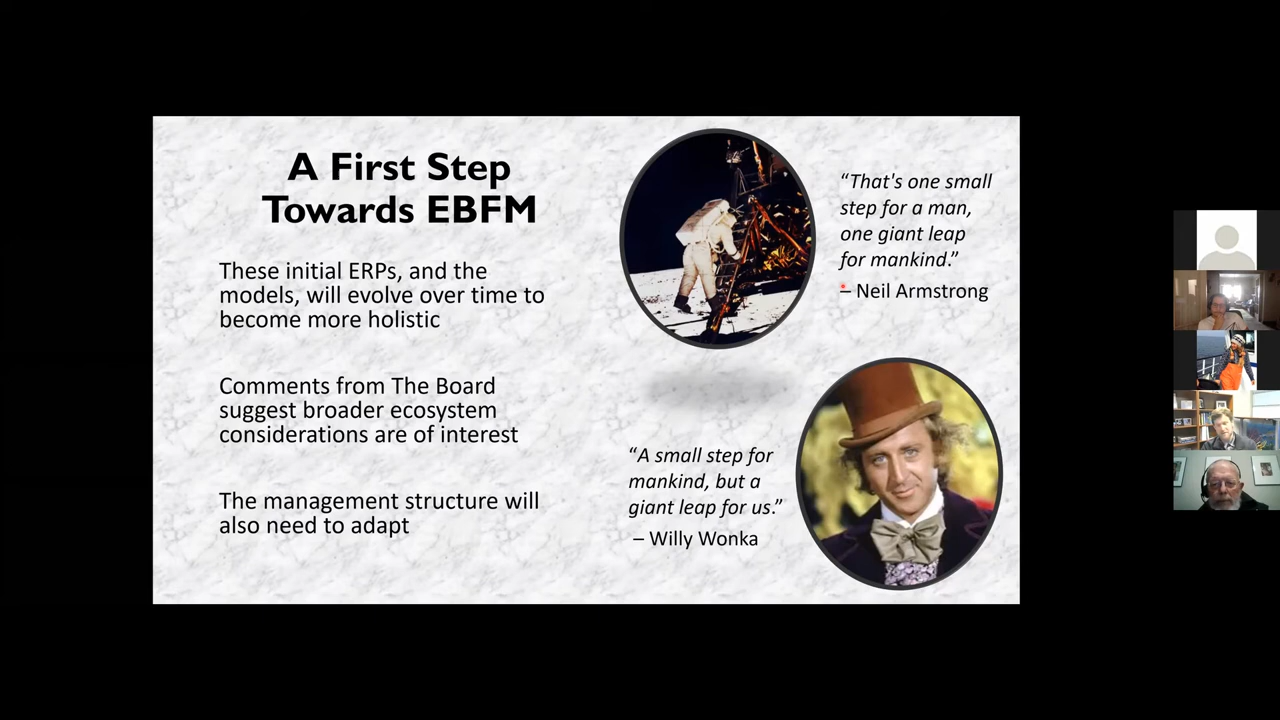 A First Step
Towards EBFM
These initial ERPs, and the
models, will evolve over time to
become more holistic
Comments from The Board
suggest broader ecosystem
considerations are of interest
The management structure will
also need to adapt
“That's one small
step for a man,
one giant leap
for mankind.”
– Neil Armstrong
“A small step for
mankind, but a
giant leap for us.”
– Willy Wonka